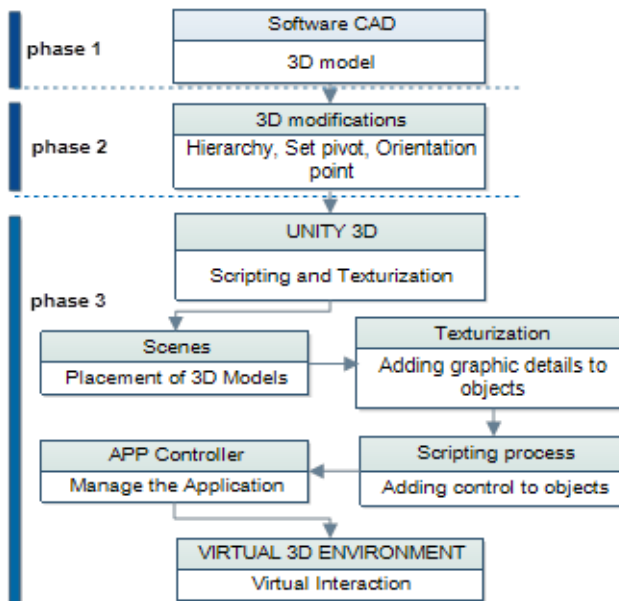 Software CAD
phase 1
3D model
3D modifications
phase 2
Hierarchy, Set pivot, Orientation
point
UNITY 3D
Scripting and Texturization
phase 3
Scenes
Placement of 3D Models
Texturization
Adding graphic details to
objects
Scripting process
Adding control to objects
APP Controller
Manage the Application
VIRTUAL 3D ENVIRONMENT
Virtual Interaction